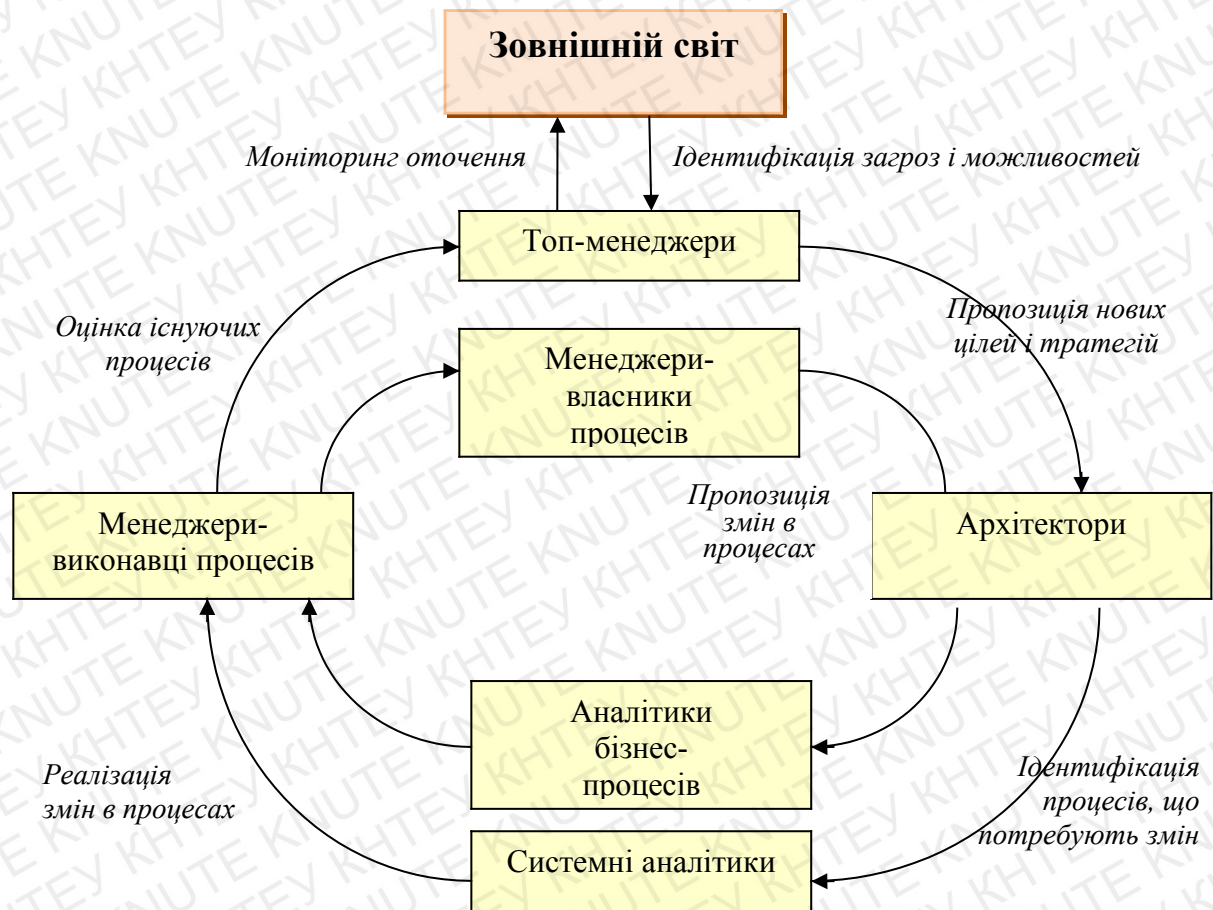 Зовнішній світ
Моніторинг оточення
Ідентифікація загроз і можливостей
Топ-менеджери
Оцінка існуючих
процесів
Пропозиція нових
цілей і тратегій
Менеджери-
власники
процесів
Менеджери-
виконавці процесів
Пропозиція
змін в
процесах
Архітектори
Аналітики
бізнес-
процесів
Реалізація
змін в процесах
Ідентифікація
процесів, що
потребують змін
Системні аналітики